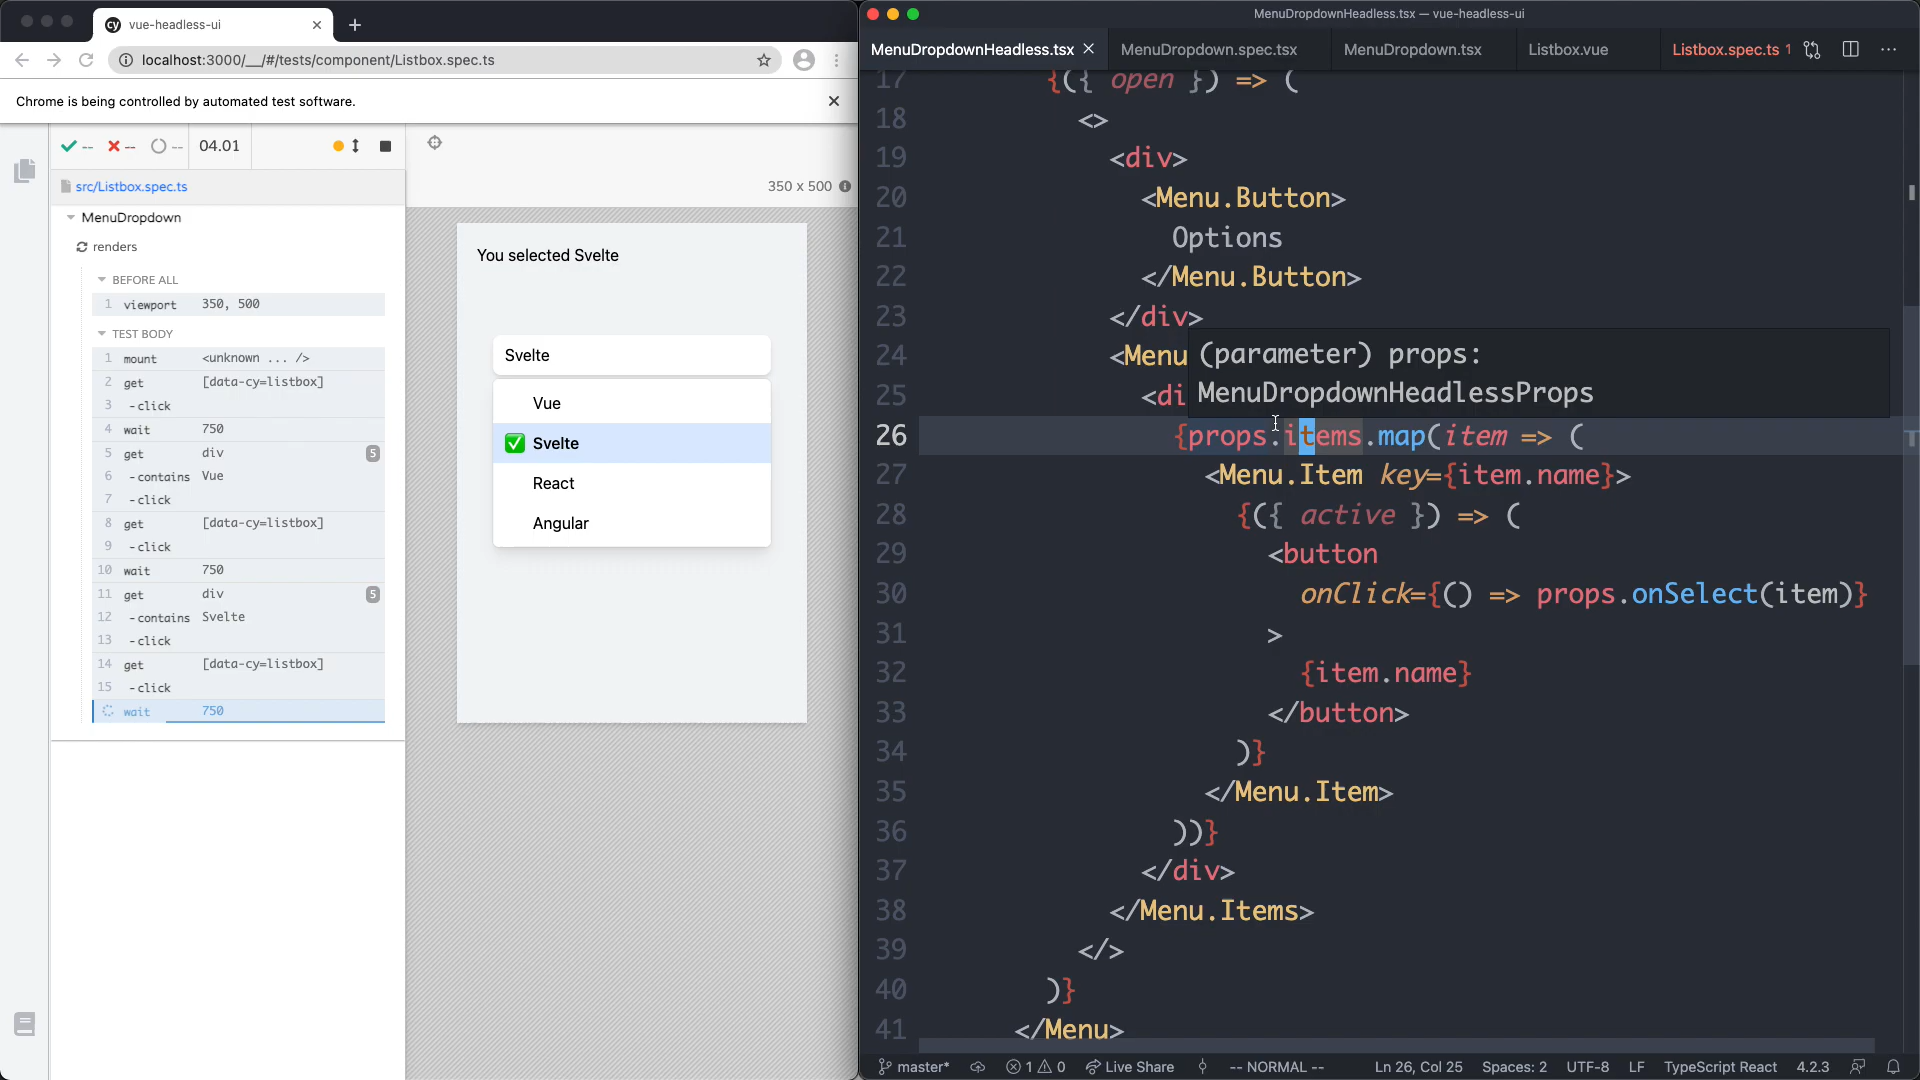 vue-headless-ui
localhost:3000/__/#/tests/component/Listbox.spec.ts
Chrome is being controlled by automated test software.
-- -- -- 04.01
350 x 500
src/Listbox.spec.ts
MenuDropdown
renders
BEFORE ALL
1 viewport 350, 500
TEST BODY
1 mount <unknown ... />
2 get [data-cy=listbox]
3 -click
4 wait 750
5 get div 5
6 -contains Vue
7 -click
8 get [data-cy=listbox]
9 -click
10 wait 750
11 get div 5
12 -contains Svelte
13 -click
14 get [data-cy=listbox]
15 -click
wait 750
You selected Svelte
Svelte
Vue
Svelte
React
Angular
MenuDropdownHeadless.tsx — vue-headless-ui
MenuDropdownHeadless.tsx MenuDropdown.spec.tsx MenuDropdown.tsx Listbox.vue Listbox.spec.ts 1
17 {({ open }) => (
18 <>
19 <div>
20 <Menu.Button>
21 Options
22 </Menu.Button>
23 </div>
24 <Menu
(parameter) props:
MenuDropdownHeadlessProps
25 <di
26 {props.items.map(item => (
27 <Menu.Item key={item.name}>
28 {({ active }) => (
29 <button
30 onClick={() => props.onSelect(item)}
31 >
32 {item.name}
33 </button>
34 )}
35 </Menu.Item>
36 ))}
37 </div>
38 </Menu.Items>
39 </>
40 )}
41 </Menu>
master* 1 0 Live Share -- NORMAL -- Ln 26, Col 25 Spaces: 2 UTF-8 LF TypeScript React 4.2.3